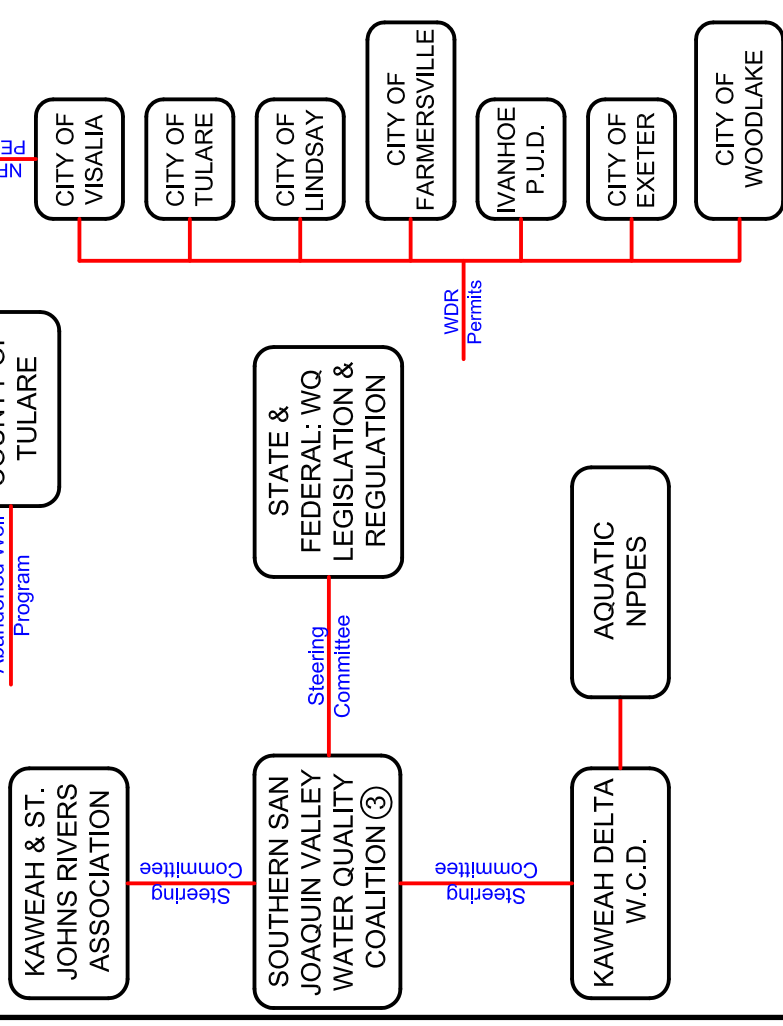 CITY OF
VISALIA
CITY OF
TULARE
CITY OF
LINDSAY
CITY OF
FARMERSVILLE
IVANHOE
P.U.D.
CITY OF
EXETER
CITY OF
WOODLAKE
WDR
Permits
TULARE
Program
STATE &
FEDERAL: WQ
LEGISLATION &
REGULATION
Steering
Committee
AQUATIC
NPDES
KAWEAH & ST.
JOHNS RIVERS
ASSOCIATION
Steering
Committee
SOUTHERN SAN
JOAQUIN VALLEY
WATER QUALITY
COALITION ③
Steering
Committee
KAWEAH DELTA
W.C.D.